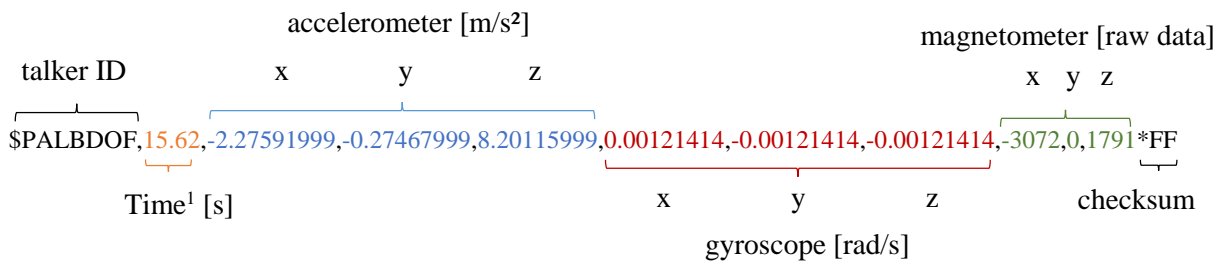 accelerometer [m/s²]
magnetometer [raw data]
talker ID x y z x y z
$PALBDOF,15.62,-2.27591999,-0.27467999,8.20115999,0.00121414,-0.00121414,-0.00121414,-3072,0,1791*FF
Time¹ [s] x y z checksum
gyroscope [rad/s]